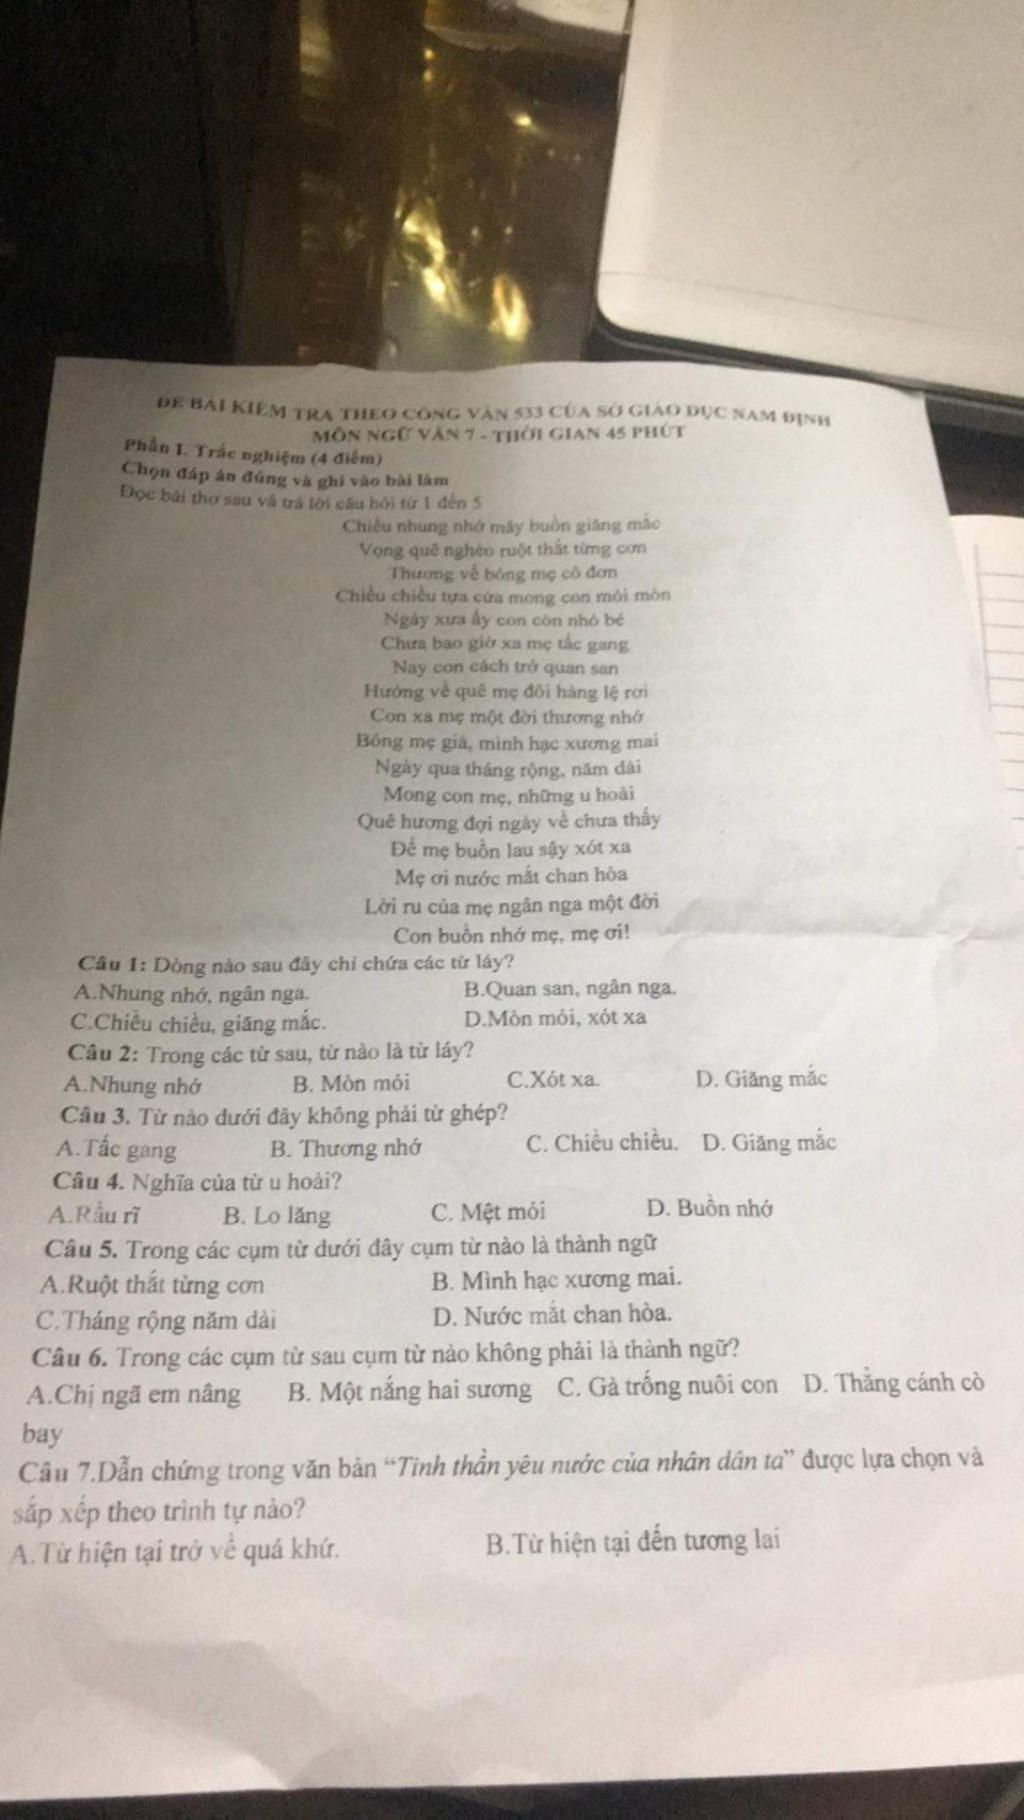 ĐỀ BÀI KIỂM TRA THEO CÔNG VĂN 533 CỦA SỞ GIÁO DỤC NAM ĐỊNH
MÔN NGỮ VĂN 7 - THỜI GIAN 45 PHÚT
Phần I. Trắc nghiệm (4 điểm)
Chọn đáp án đúng và ghi vào bài làm
Đọc bài thơ sau và trả lời câu hỏi từ 1 đến 5
Chiều nhung nhớ mây buồn giăng mắc
Vọng quê nghèo ruột thắt từng cơn
Thương về bóng mẹ cô đơn
Chiều chiều tựa cửa mong con mỏi mòn
Ngày xưa ấy con còn nhỏ bé
Chưa bao giờ xa mẹ tấc gang
Nay con cách trở quan san
Hướng về quê mẹ đôi hàng lệ rơi
Con xa mẹ một đời thương nhớ
Bóng mẹ già, mình hạc xương mai
Ngày qua tháng rộng, năm dài
Mong con mẹ, những u hoài
Quê hương đợi ngày về chưa thấy
Để mẹ buồn lau sậy xót xa
Mẹ ơi nước mắt chan hòa
Lời ru của mẹ ngân nga một đời
Con buồn nhớ mẹ, mẹ ơi!
Câu 1: Dòng nào sau đây chỉ chứa các từ láy?
A.Nhung nhớ, ngân nga. B.Quan san, ngân nga.
C.Chiều chiều, giăng mắc. D.Mòn mỏi, xót xa
Câu 2: Trong các từ sau, từ nào là từ láy?
A.Nhung nhớ B. Mòn mỏi C.Xót xa. D. Giăng mắc
Câu 3. Từ nào dưới đây không phải từ ghép?
A.Tấc gang B. Thương nhớ C. Chiều chiều. D. Giăng mắc
Câu 4. Nghĩa của từ u hoài?
A.Rầu rĩ B. Lo lăng C. Mệt mỏi D. Buồn nhớ
Câu 5. Trong các cụm từ dưới đây cụm từ nào là thành ngữ
A.Ruột thắt từng cơn B. Mình hạc xương mai.
C.Tháng rộng năm dài D. Nước mắt chan hòa.
Câu 6. Trong các cụm từ sau cụm từ nào không phải là thành ngữ?
A.Chị ngã em nâng B. Một nắng hai sương C. Gà trống nuôi con D. Thẳng cánh cò
bay
Câu 7.Dẫn chứng trong văn bản “Tinh thần yêu nước của nhân dân ta” được lựa chọn và
sắp xếp theo trình tự nào?
A.Từ hiện tại trở về quá khứ. B.Từ hiện tại đến tương lai